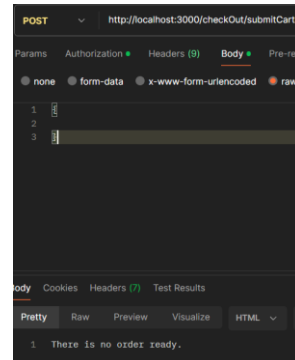 POST http://localhost:3000/checkOut/submitCart
Params Authorization Headers (9) Body Pre-re
none form-data x-www-form-urlencoded raw
1 {
2
3 }
Body Cookies Headers (7) Test Results
Pretty Raw Preview Visualize HTML
1 There is no order ready.